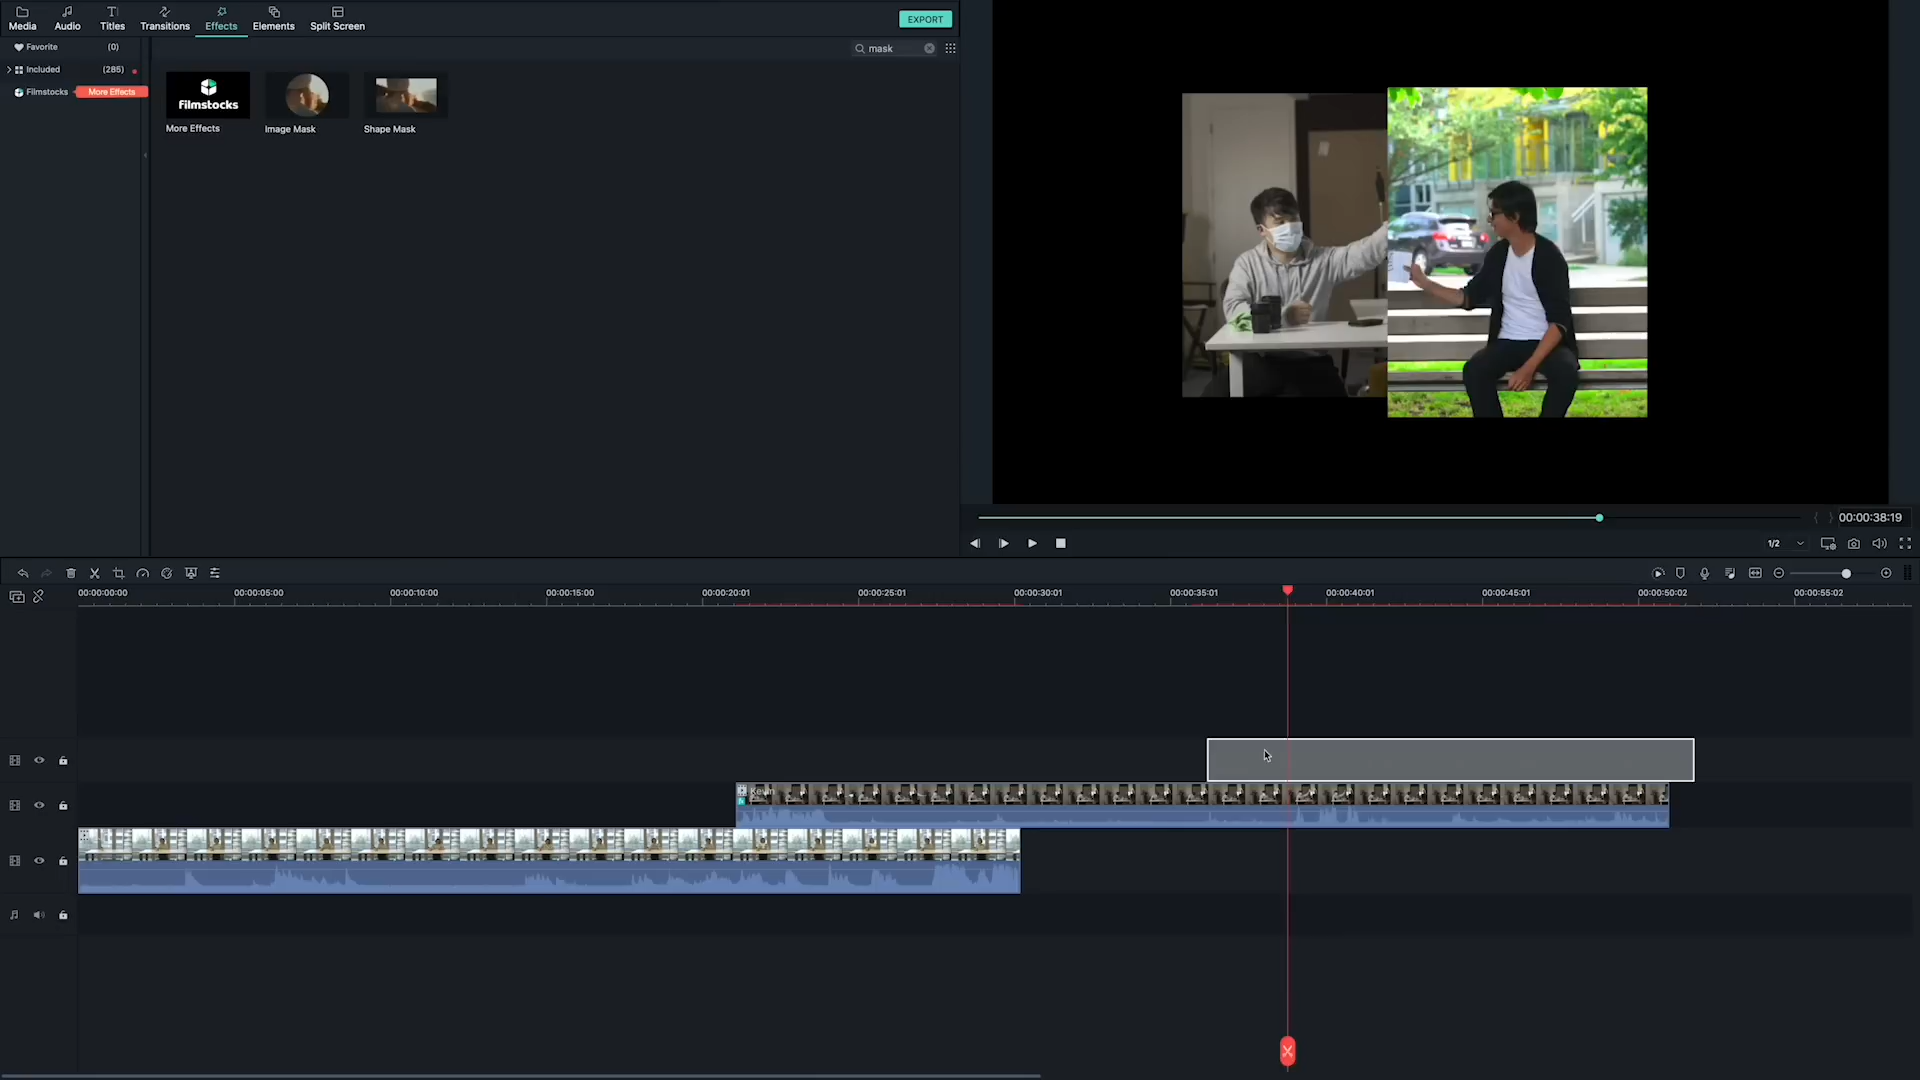 Media Audio Titles Transitions Effects Elements Split Screen EXPORT
Favorite (0)
mask
Included (285)
Filmstocks More Effects
filmstocks
More Effects Image Mask Shape Mask
00:00:38:19
1/2
00:00:00:00 00:00:05:00 00:00:10:00 00:00:15:00 00:00:20:01 00:00:25:01 00:00:30:01 00:00:35:01 00:00:40:01 00:00:45:01 00:00:50:02 00:00:55:02
Kevin